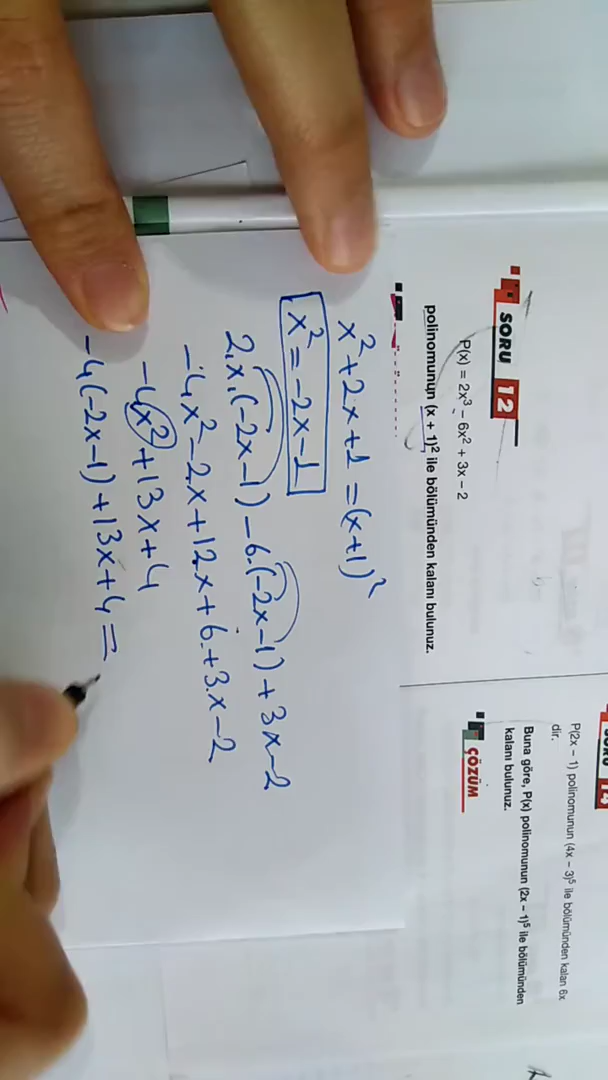 SORU 12
P(x) = 2x³ – 6x² + 3x – 2
polinomunun (x + 1)² ile bölümünden kalanı bulunuz.
x²+2x+1=(x+1)²
x²=-2x-1
2.x.(-2x-1)-6.(-2x-1)+3x-2
-4x²-2x+12x+6+3.x-2
-4x²+13x+4
-4(-2x-1)+13x+4=
SORU 14
P(2x – 1) polinomunun (4x – 3)⁵ ile bölümünden kalan 6x
dir.
Buna göre, P(x) polinomunun (2x – 1)⁵ ile bölümünden
kalanı bulunuz.
ÇÖZÜM